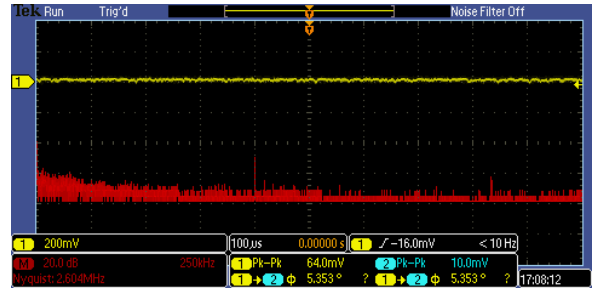 Tek Run Trig'd Noise Filter Off
1
1 200mV 100µs 0.00000 s 1 -16.0mV < 10 Hz
M 20.0 dB 250kHz 1 Pk-Pk 64.0mV 2 Pk-Pk 10.0mV
Nyquist: 2.604MHz 1→2 ϕ 5.353 ° ? 1→2 ϕ 5.353 ° ? 17:08:12